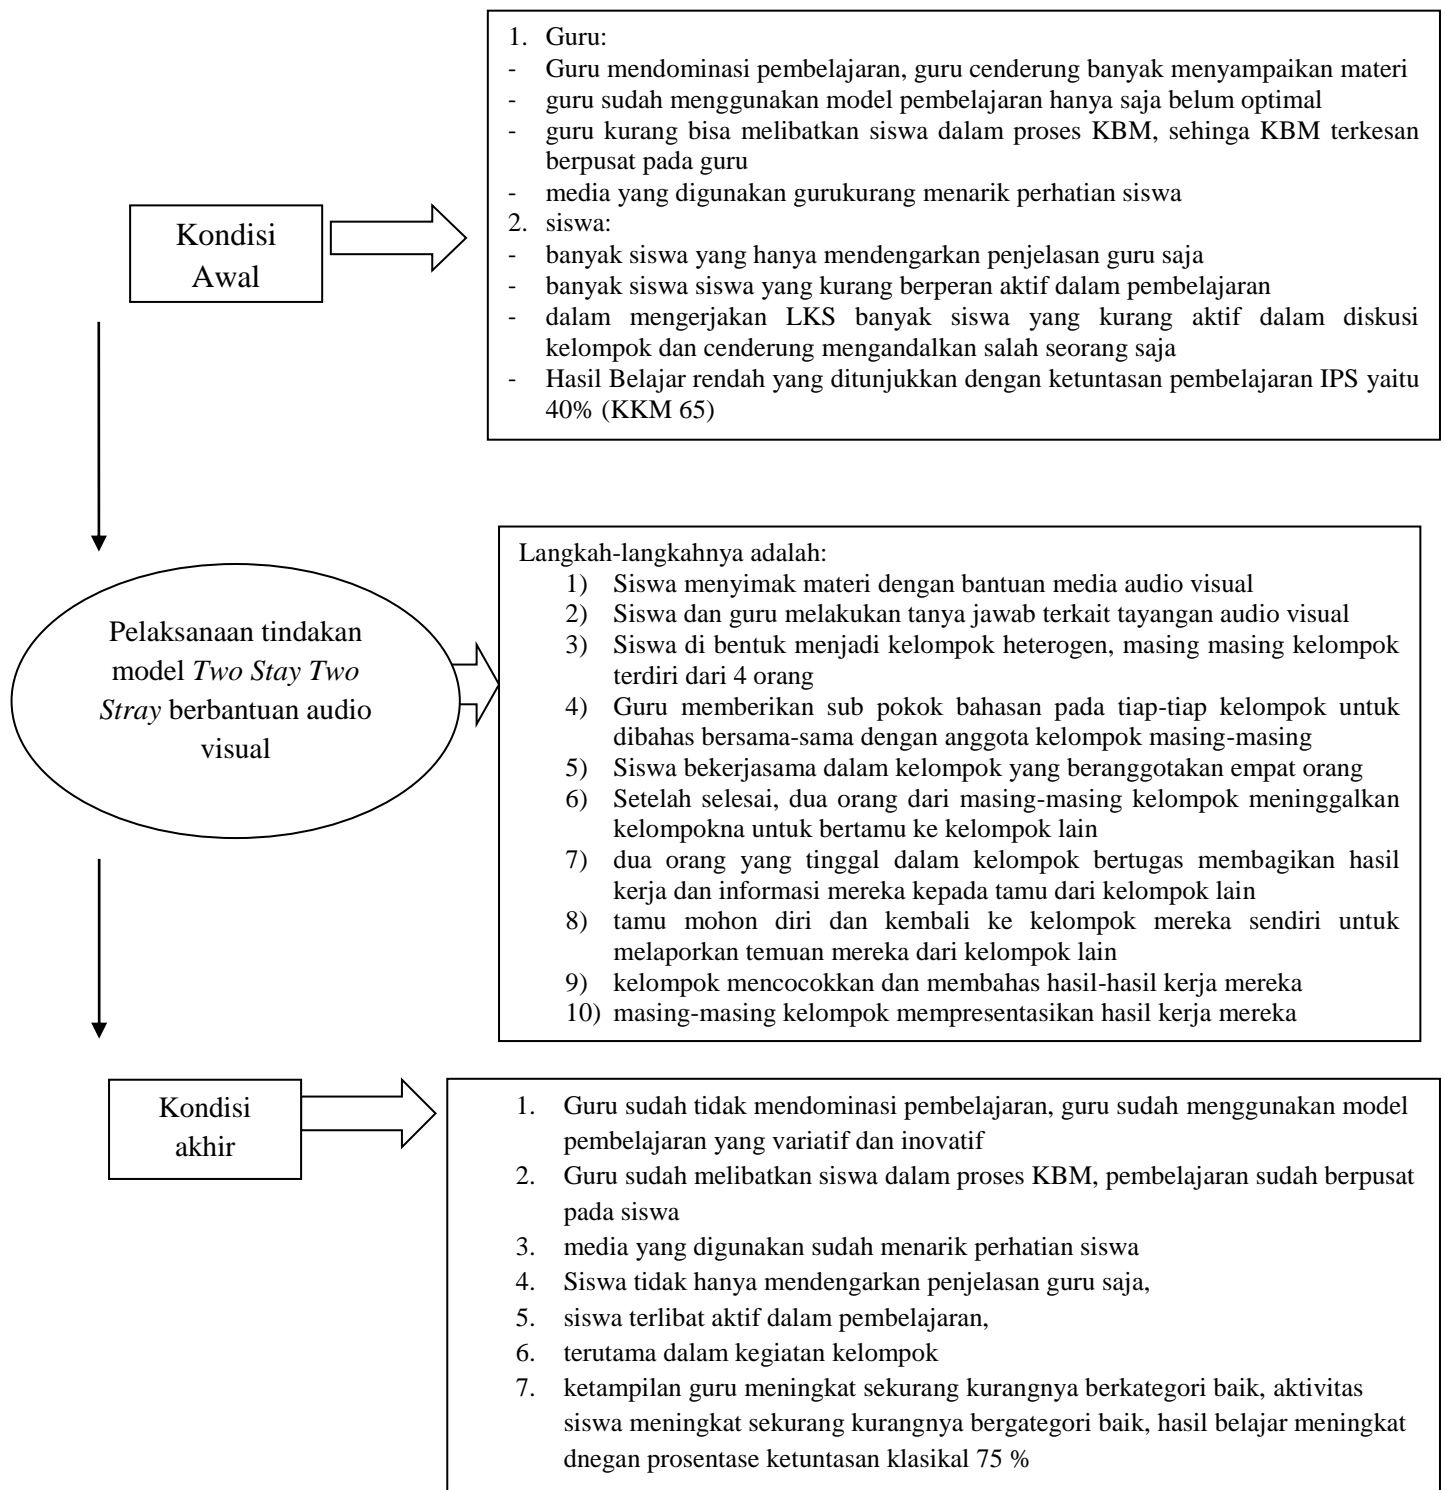 1. Guru:
- Guru mendominasi pembelajaran, guru cenderung banyak menyampaikan materi
- guru sudah menggunakan model pembelajaran hanya saja belum optimal
- guru kurang bisa melibatkan siswa dalam proses KBM, sehinga KBM terkesan
berpusat pada guru
- media yang digunakan gurukurang menarik perhatian siswa
2. siswa:
- banyak siswa yang hanya mendengarkan penjelasan guru saja
- banyak siswa siswa yang kurang berperan aktif dalam pembelajaran
- dalam mengerjakan LKS banyak siswa yang kurang aktif dalam diskusi
kelompok dan cenderung mengandalkan salah seorang saja
- Hasil Belajar rendah yang ditunjukkan dengan ketuntasan pembelajaran IPS yaitu
40% (KKM 65)
Kondisi
Awal
Pelaksanaan tindakan
model Two Stay Two
Stray berbantuan audio
visual
Langkah-langkahnya adalah:
1) Siswa menyimak materi dengan bantuan media audio visual
2) Siswa dan guru melakukan tanya jawab terkait tayangan audio visual
3) Siswa di bentuk menjadi kelompok heterogen, masing masing kelompok
terdiri dari 4 orang
4) Guru memberikan sub pokok bahasan pada tiap-tiap kelompok untuk
dibahas bersama-sama dengan anggota kelompok masing-masing
5) Siswa bekerjasama dalam kelompok yang beranggotakan empat orang
6) Setelah selesai, dua orang dari masing-masing kelompok meninggalkan
kelompokna untuk bertamu ke kelompok lain
7) dua orang yang tinggal dalam kelompok bertugas membagikan hasil
kerja dan informasi mereka kepada tamu dari kelompok lain
8) tamu mohon diri dan kembali ke kelompok mereka sendiri untuk
melaporkan temuan mereka dari kelompok lain
9) kelompok mencocokkan dan membahas hasil-hasil kerja mereka
10) masing-masing kelompok mempresentasikan hasil kerja mereka
Kondisi
akhir
1. Guru sudah tidak mendominasi pembelajaran, guru sudah menggunakan model
pembelajaran yang variatif dan inovatif
2. Guru sudah melibatkan siswa dalam proses KBM, pembelajaran sudah berpusat
pada siswa
3. media yang digunakan sudah menarik perhatian siswa
4. Siswa tidak hanya mendengarkan penjelasan guru saja,
5. siswa terlibat aktif dalam pembelajaran,
6. terutama dalam kegiatan kelompok
7. ketampilan guru meningkat sekurang kurangnya berkategori baik, aktivitas
siswa meningkat sekurang kurangnya bergategori baik, hasil belajar meningkat
dnegan prosentase ketuntasan klasikal 75 %